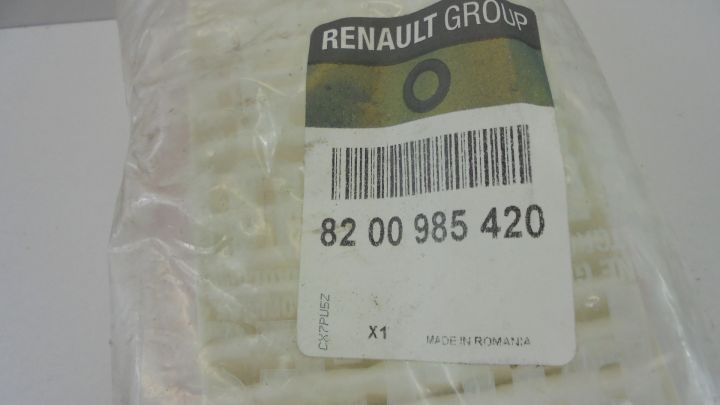 RENAULT GROUP
82 00 985 420
CX7PU5Z
X1
MADE IN ROMANIA